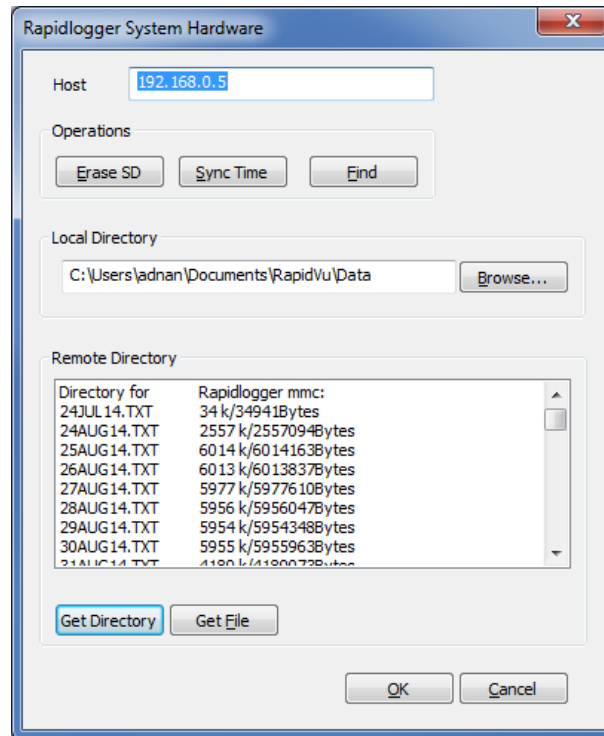 Rapidlogger System Hardware
Host 192.168.0.5
Operations
Erase SD Sync Time Find
Local Directory
C:\Users\adnan\Documents\RapidVu\Data Browse...
Remote Directory
Directory for Rapidlogger mmc:
24JUL14.TXT 34 k/34941Bytes
24AUG14.TXT 2557 k/2557094Bytes
25AUG14.TXT 6014 k/6014163Bytes
26AUG14.TXT 6013 k/6013837Bytes
27AUG14.TXT 5977 k/5977610Bytes
28AUG14.TXT 5956 k/5956047Bytes
29AUG14.TXT 5954 k/5954348Bytes
30AUG14.TXT 5955 k/5955963Bytes
31AUG14.TXT
Get Directory Get File
OK Cancel